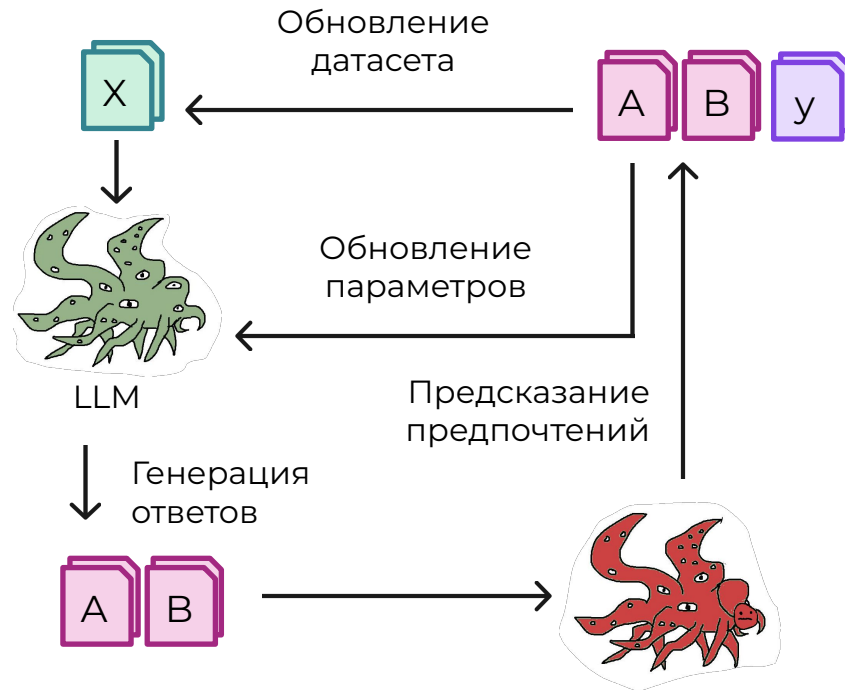 Обновление
датасета
X
A
B
y
Обновление
параметров
LLM
Предсказание
предпочтений
Генерация
ответов
A
B